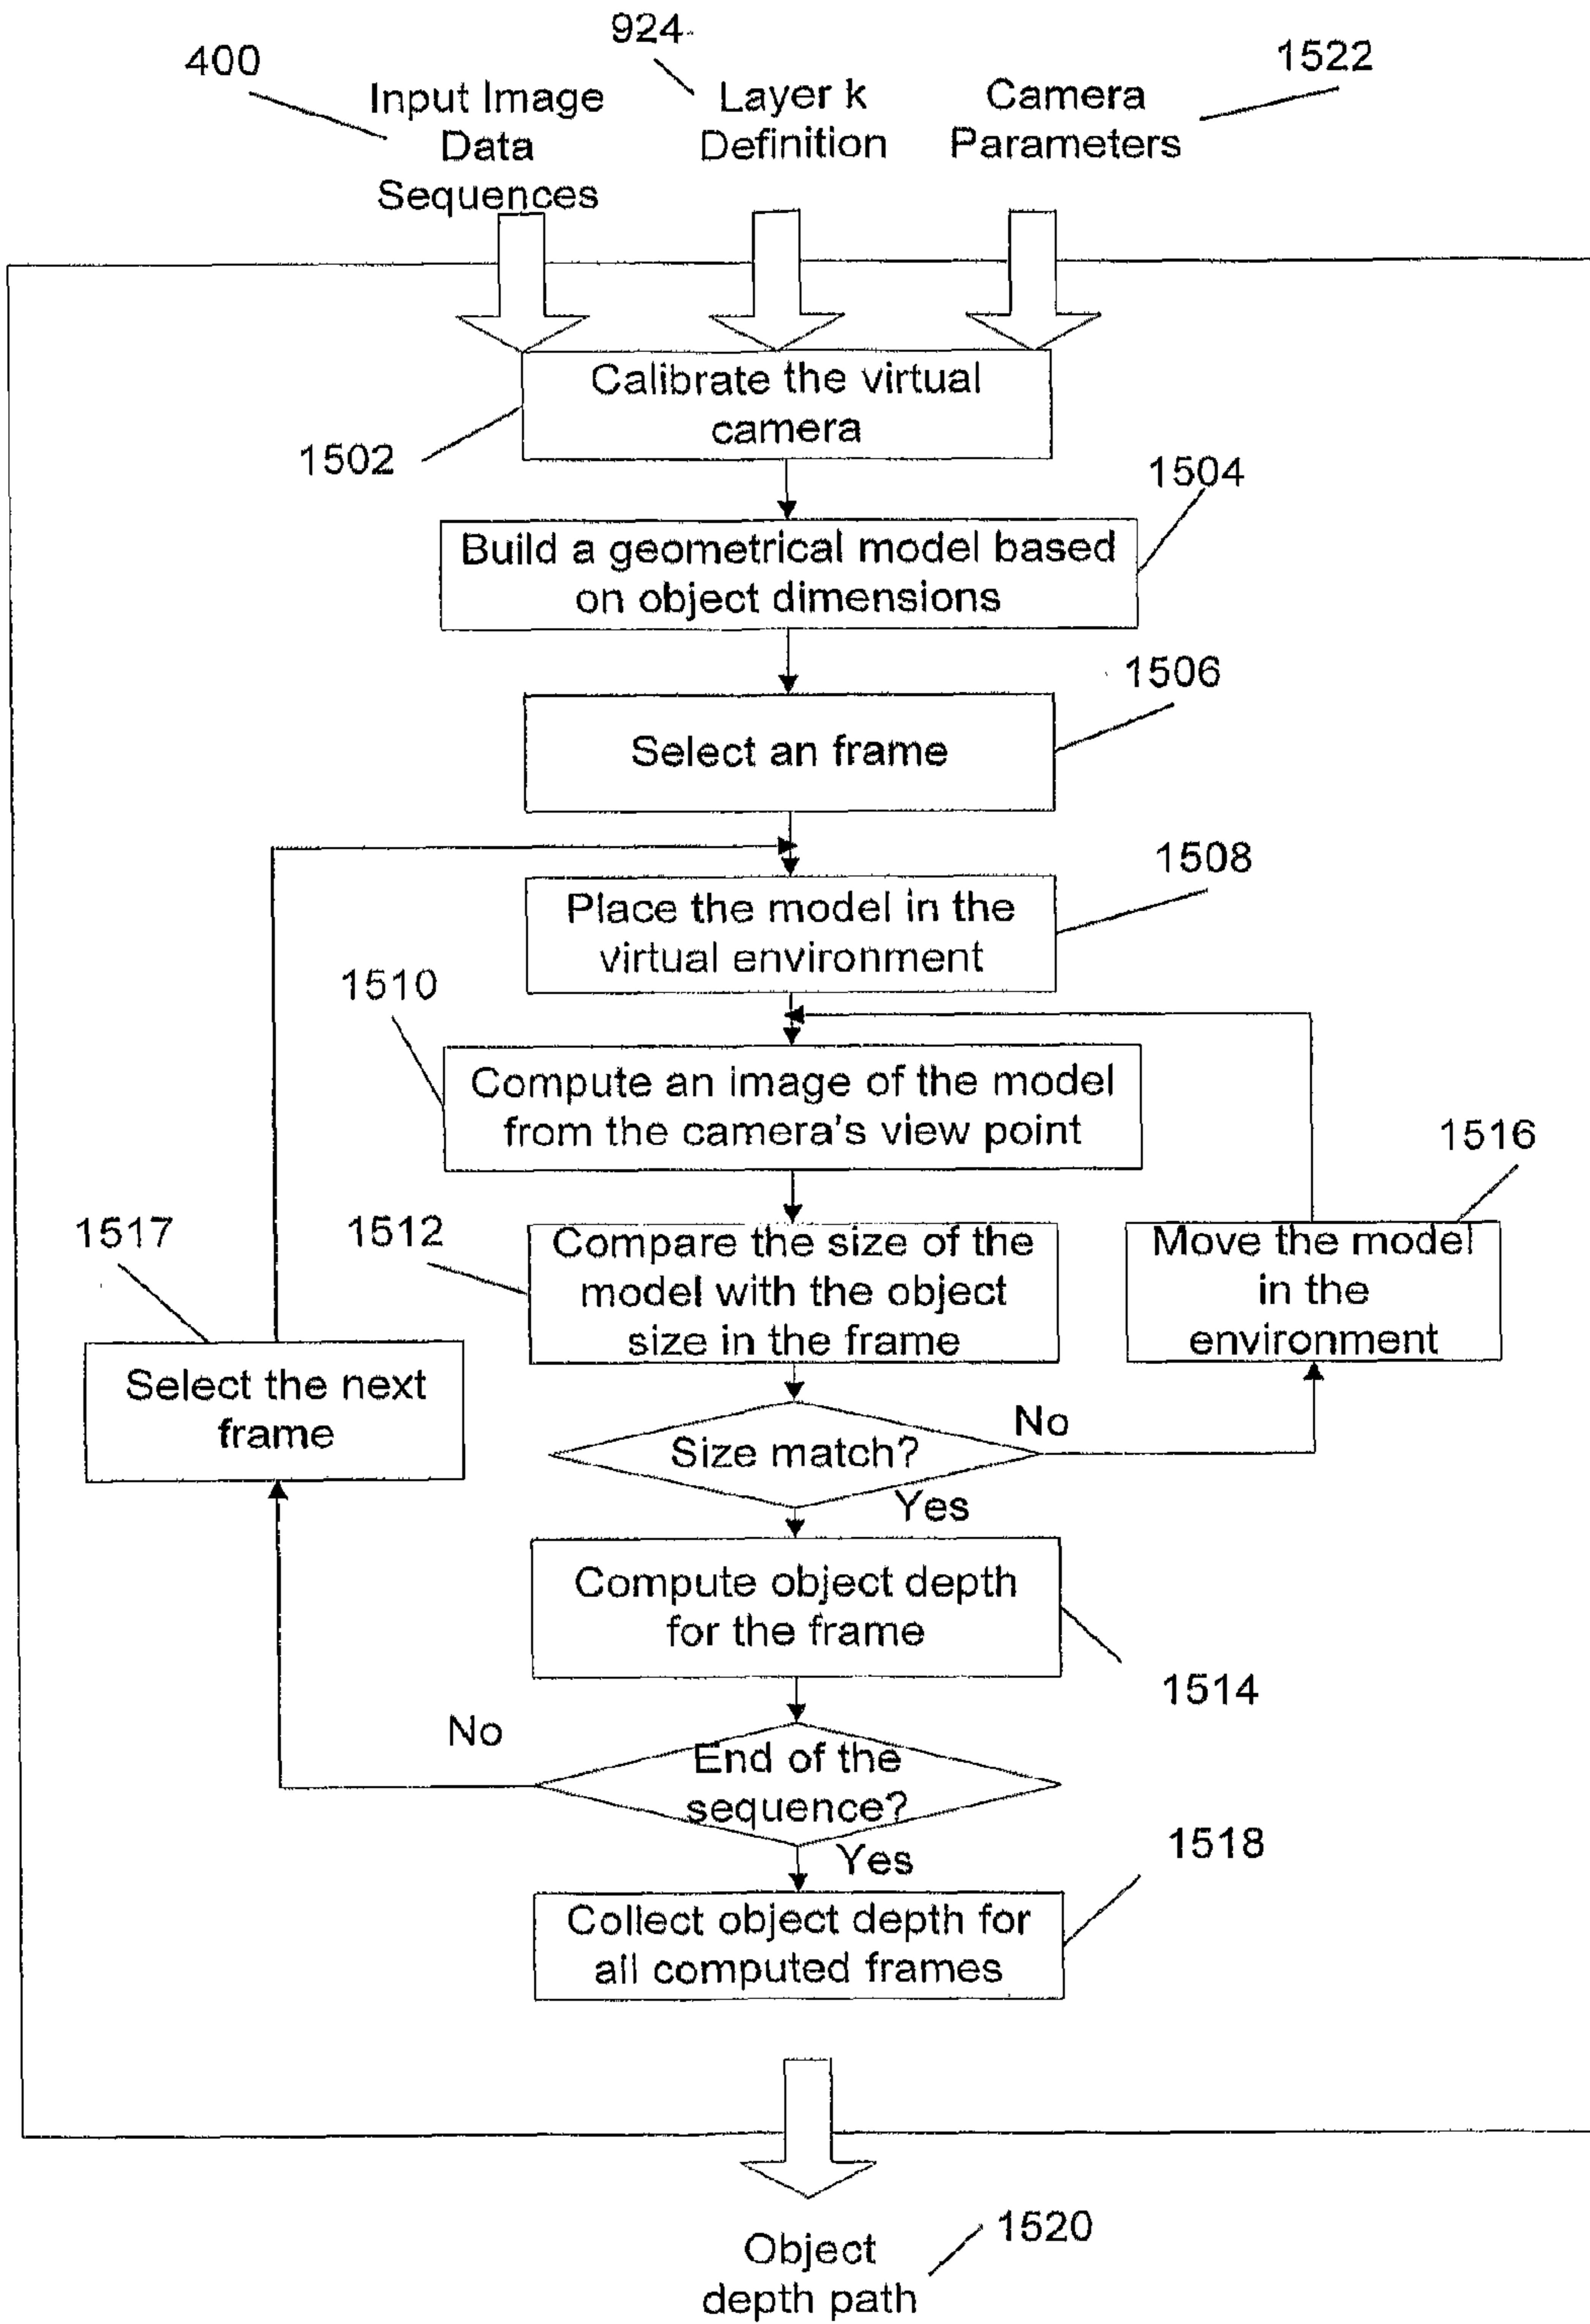 924
400
1522
Input Image
Data
Sequences
Layer k
Definition
Camera
Parameters
Calibrate the virtual
camera
1502
1504
Build a geometrical model based
on object dimensions
1506
Select an frame
1508
Place the model in the
virtual environment
1510
Compute an image of the model
from the camera's view point
1516
1517
1512
Compare the size of the
model with the object
size in the frame
Move the model
in the
environment
Select the next
frame
No
Size match?
Yes
Compute object depth
for the frame
1514
No
End of the
sequence?
1518
Yes
Collect object depth for
all computed frames
1520
Object
depth path